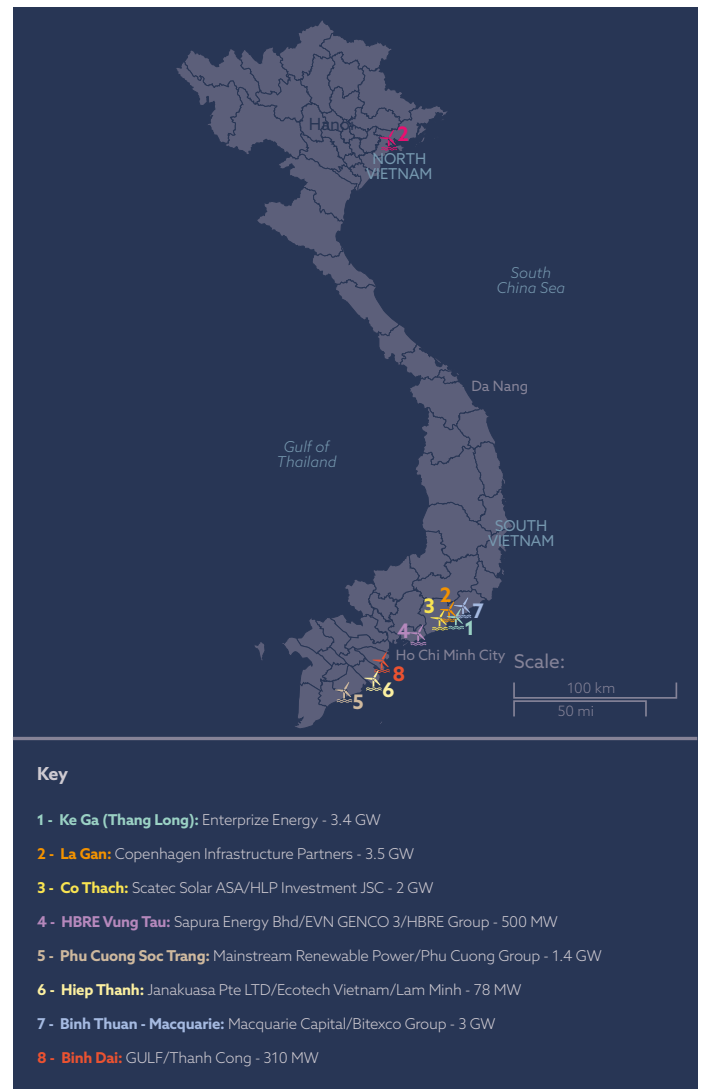 Hanoi
2
NORTH
VIETNAM
South
China Sea
Da Nang
Gulf of
Thailand
SOUTH
VIETNAM
2
3
7
1
4
Ho Chi Minh City
Scale:
8
6
5
100 km
50 mi
Key
1 - Ke Ga (Thang Long): Enterprize Energy - 3.4 GW
2 - La Gan: Copenhagen Infrastructure Partners - 3.5 GW
3 - Co Thach: Scatec Solar ASA/HLP Investment JSC - 2 GW
4 - HBRE Vung Tau: Sapura Energy Bhd/EVN GENCO 3/HBRE Group - 500 MW
5 - Phu Cuong Soc Trang: Mainstream Renewable Power/Phu Cuong Group - 1.4 GW
6 - Hiep Thanh: Janakuasa Pte LTD/Ecotech Vietnam/Lam Minh - 78 MW
7 - Binh Thuan - Macquarie: Macquarie Capital/Bitexco Group - 3 GW
8 - Binh Dai: GULF/Thanh Cong - 310 MW